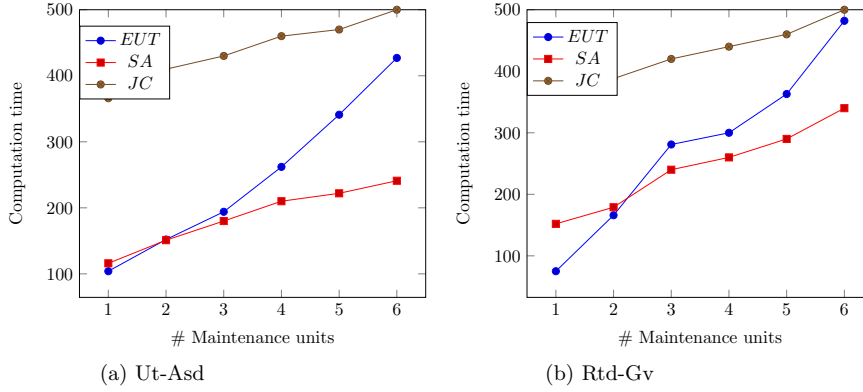 500
400
300
200
100
Computation time
EUT
SA
JC
1 2 3 4 5 6
# Maintenance units
(a) Ut-Asd
500
400
300
200
100
Computation time
EUT
SA
JC
1 2 3 4 5 6
# Maintenance units
(b) Rtd-Gv